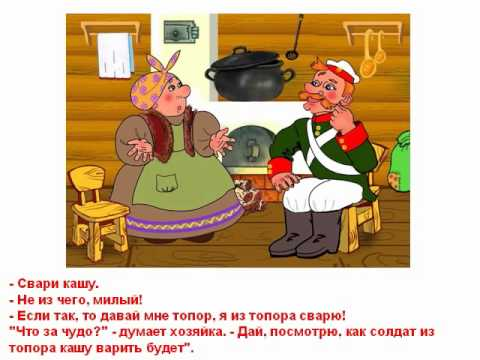 - Свари кашу.
- Не из чего, милый!
- Если так, то давай мне топор, я из топора сварю!
"Что за чудо?" - думает хозяйка. - Дай, посмотрю, как солдат из
топора кашу варить будет".